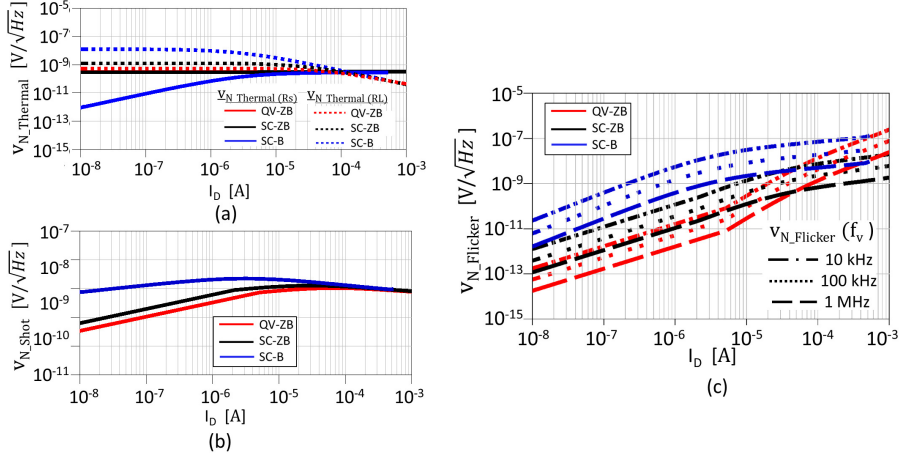 10⁻⁵
10⁻⁷
10⁻⁹
10⁻¹¹
10⁻¹³
10⁻¹⁵
v_N_Thermal [V/√Hz]
v_N_Thermal (Rs) v_N_Thermal (RL)
QV-ZB QV-ZB
SC-ZB SC-ZB
SC-B SC-B
10⁻⁸ 10⁻⁷ 10⁻⁶ 10⁻⁵ 10⁻⁴ 10⁻³
I_D [A]
(a)
10⁻⁷
10⁻⁸
10⁻⁹
10⁻¹⁰
10⁻¹¹
v_N_Shot [V/√Hz]
QV-ZB
SC-ZB
SC-B
10⁻⁸ 10⁻⁷ 10⁻⁶ 10⁻⁵ 10⁻⁴ 10⁻³
I_D [A]
(b)
10⁻⁵
10⁻⁷
10⁻⁹
10⁻¹¹
10⁻¹³
10⁻¹⁵
v_N_Flicker [V/√Hz]
QV-ZB
SC-ZB
SC-B
v_N_Flicker (f_v)
10 kHz
100 kHz
1 MHz
10⁻⁸ 10⁻⁷ 10⁻⁶ 10⁻⁵ 10⁻⁴ 10⁻³
I_D [A]
(c)